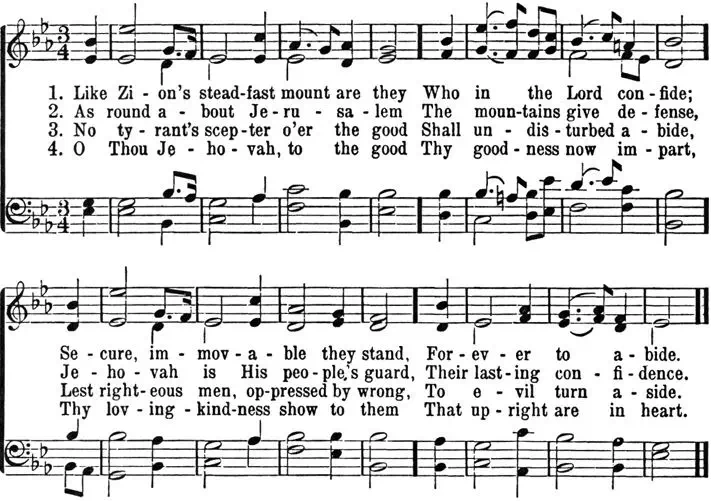 3
4
1. Like Zi - on's stead-fast mount are they Who in the Lord con - fide;
2. As round a - bout Je - ru - sa - lem The moun-tains give de - fense,
3. No ty - rant's scep - ter o'er the good Shall un - dis - turbed a - bide,
4. O Thou Je - ho - vah, to the good Thy good - ness now im - part,
3
4
Se - cure, im - mov - a - ble they stand, For - ev - er to a - bide.
Je - ho - vah is His peo - ple's guard, Their last - ing con - fi - dence.
Lest right - eous men, op - pressed by wrong, To e - vil turn a - side.
Thy lov - ing - kind - ness show to them That up - right are in heart.